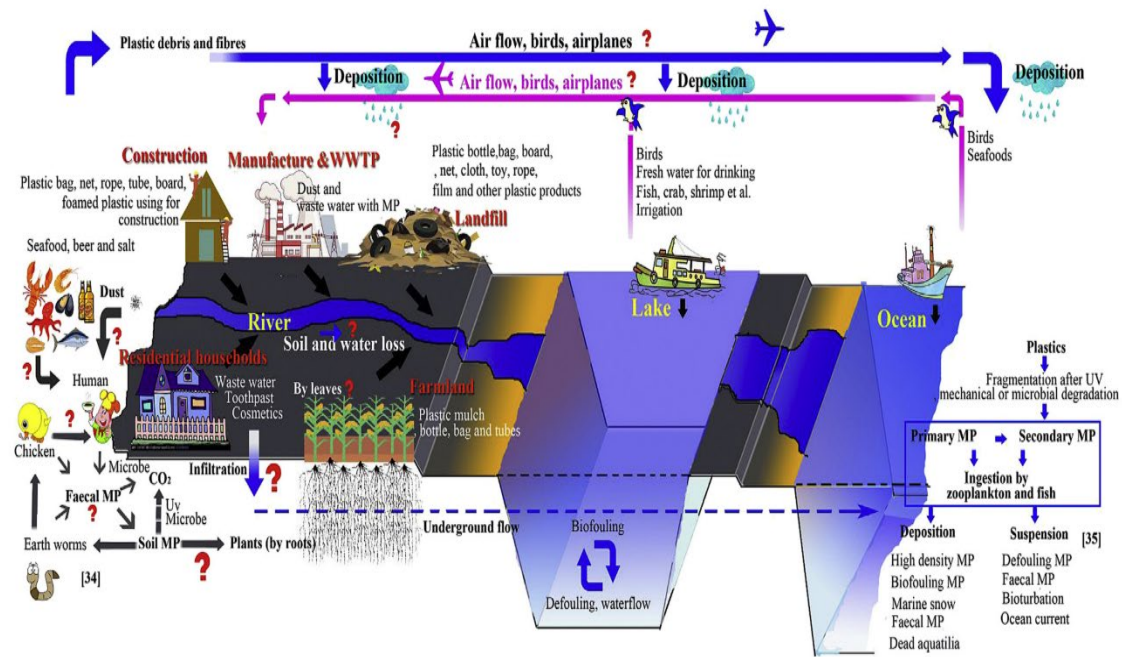 Plastic debris and fibres
Air flow, birds, airplanes ?
Deposition
Deposition
Deposition
Air flow, birds, airplanes ?
?
Birds
Seafoods
Birds
Fresh water for drinking
Fish, crab, shrimp et al.
Irrigation
Construction
Plastic bag, net, rope, tube, board,
foamed plastic using for
construction
Manufacture &WWTP
Dust and
waste water with MP
Plastic bottle,bag, board,
, net, cloth, toy, rope,
film and other plastic products
Landfill
Seafood, beer and salt
Dust
?
?
Human
River
?
Soil and water loss
Lake
Ocean
Residential households
Waste water
Toothpast
Cosmetics
By leaves ?
Farmland
Plastic mulch
, bottle, bag and tubes
Infiltration
?
Underground flow
Chicken
?
Microbe
CO2
Faecal MP
?
Uv
Microbe
Earth worms
Soil MP
Plants (by roots)
?
[34]
Biofouling
Defouling, waterflow
Plastics
Fragmentation after UV
, mechanical or microbial degradation
Primary MP
Secondary MP
Ingestion by
zooplankton and fish
Deposition
High density MP
Biofouling MP
Marine snow
Faecal MP
Dead aquatilia
Suspension
[35]
Defouling MP
Faecal MP
Bioturbation
Ocean current